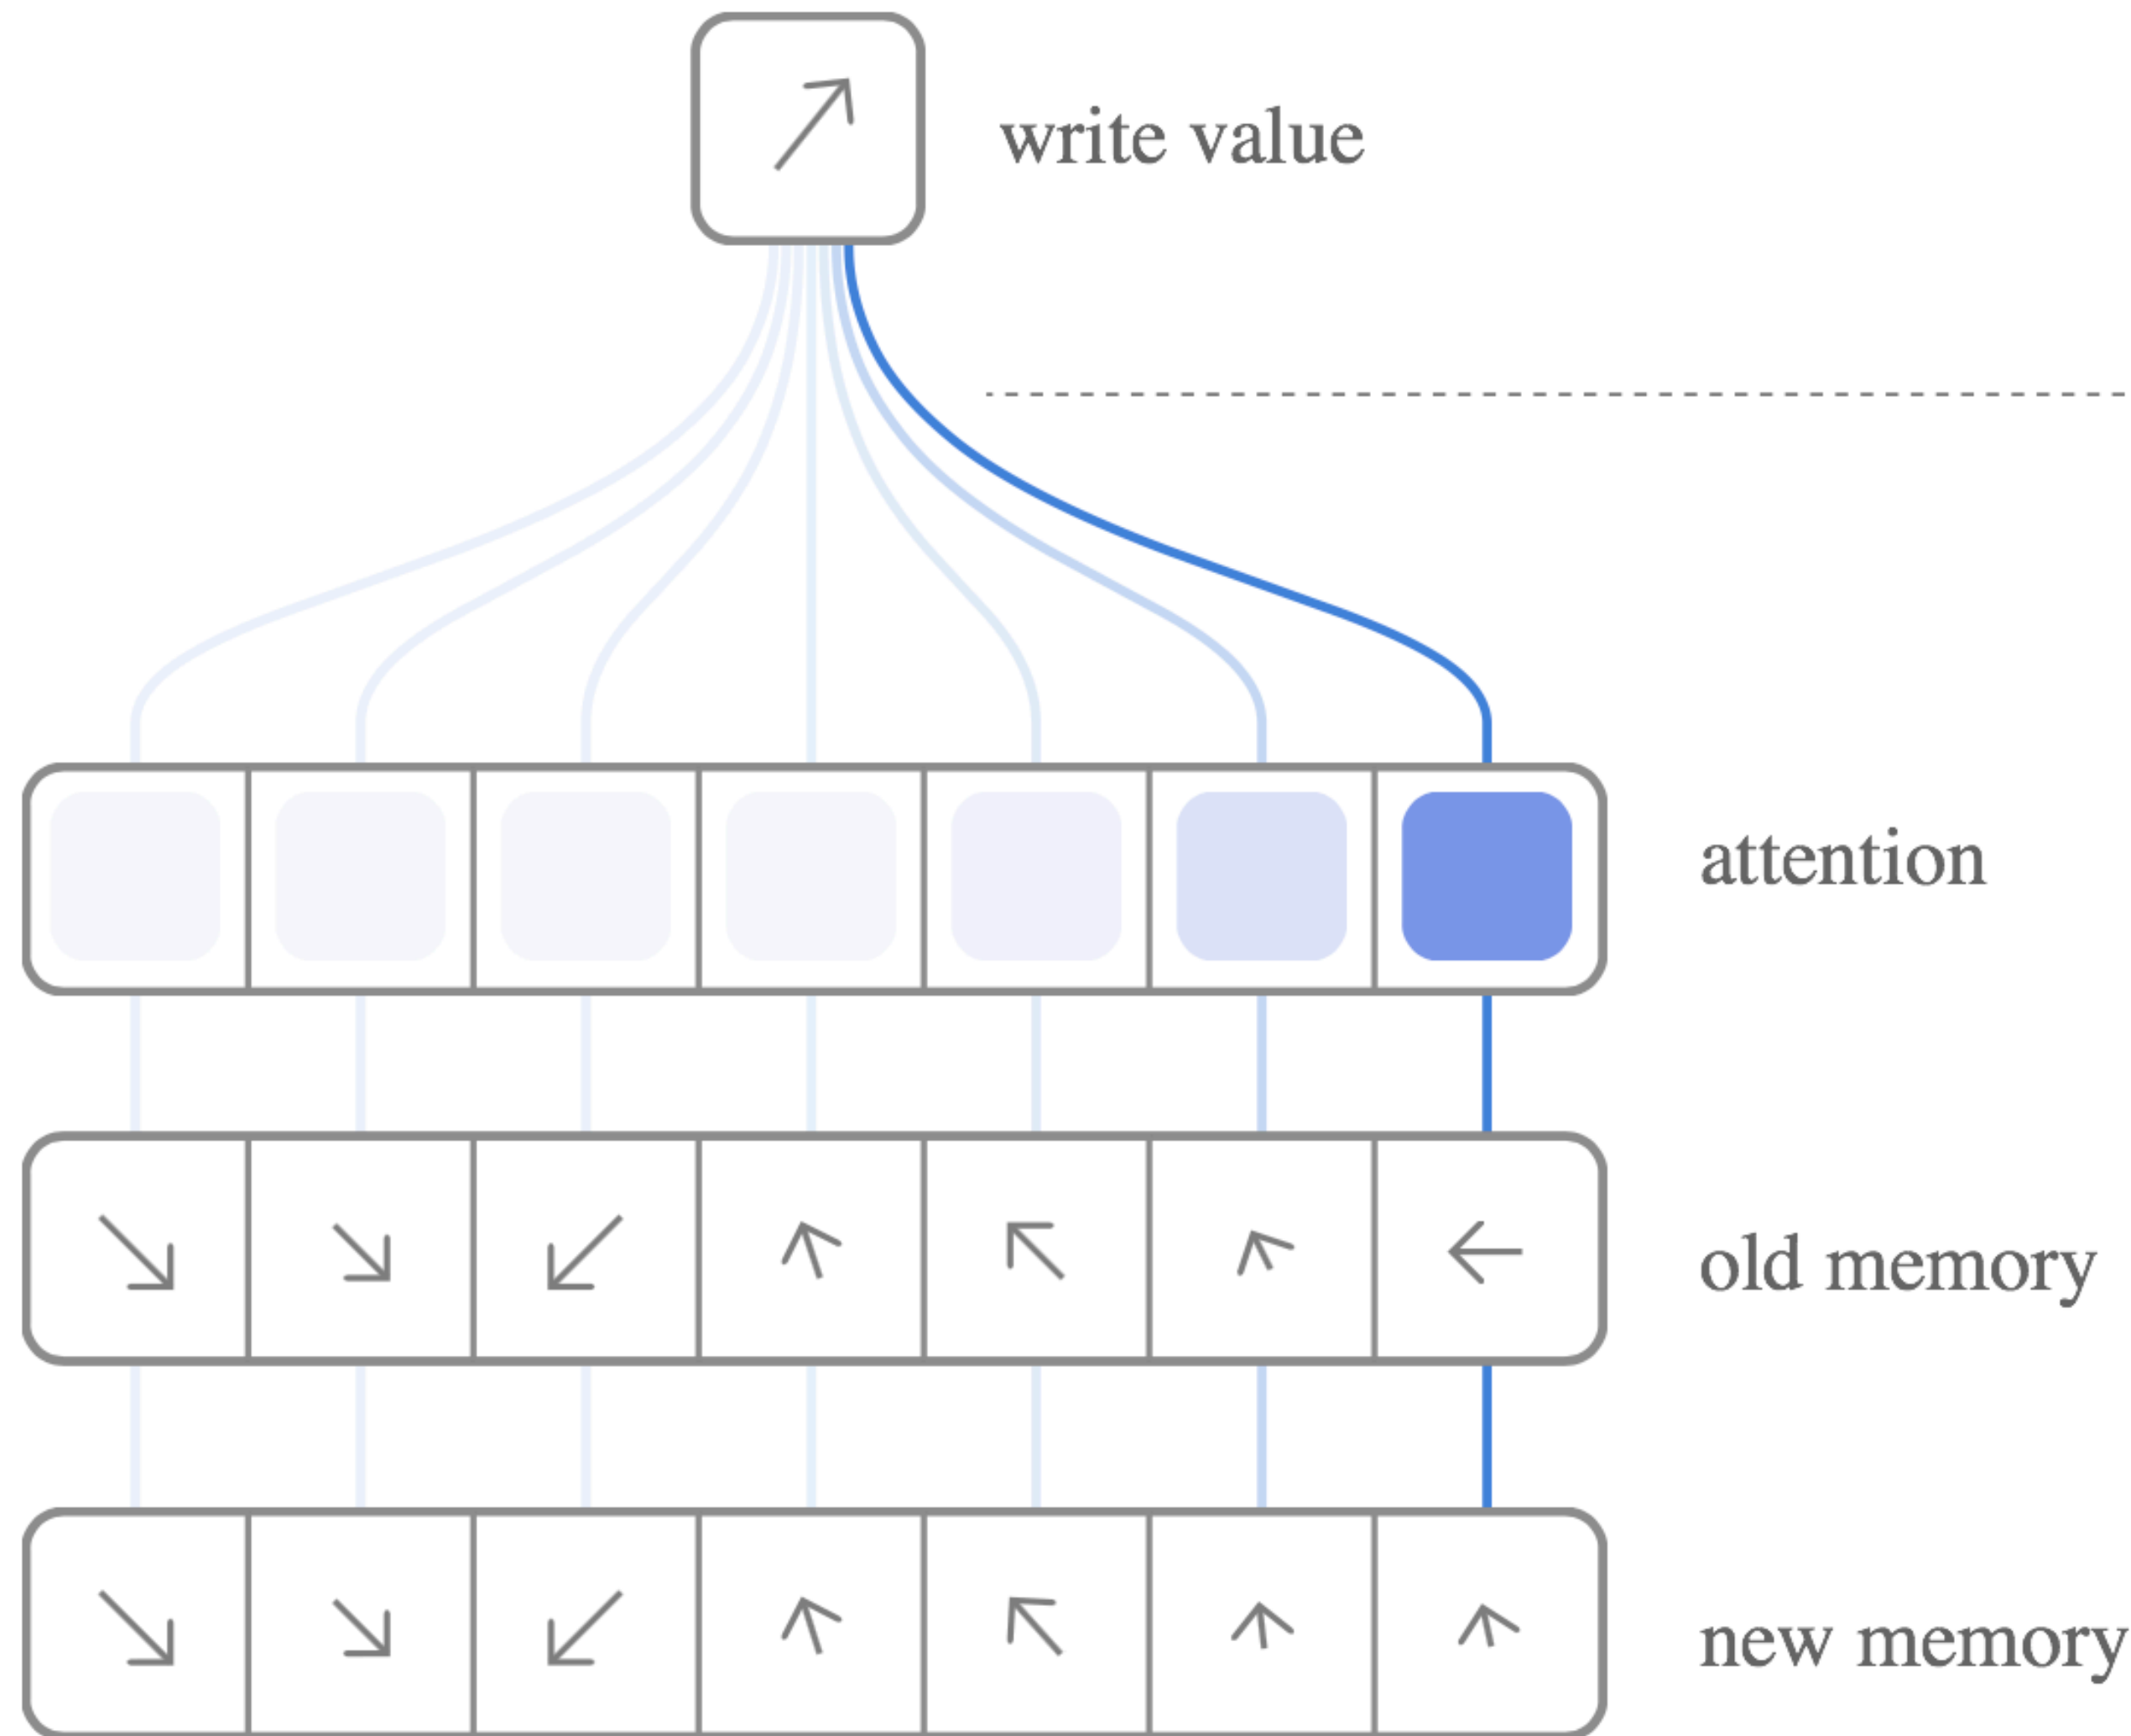 write value
attention
old memory
new memory